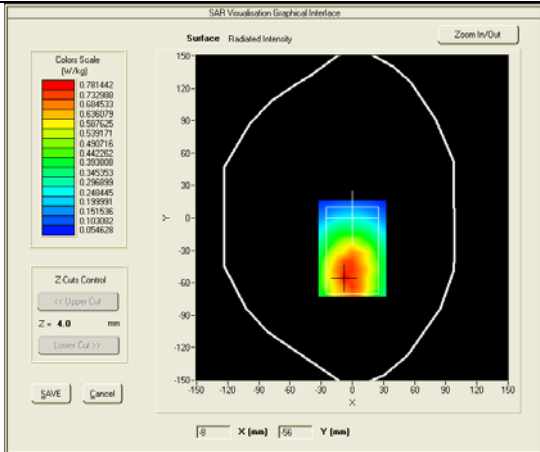 SAR Visualisation Graphical Interface
Surface Radiated Intensity
Zoom In/Out
Colors Scale
(W/kg)
0.781442
0.732988
0.684533
0.636079
0.587625
0.539171
0.490716
0.442262
0.393808
0.345353
0.296899
0.248445
0.199991
0.151536
0.103082
0.054628
Z-Cuts Control
<< Upper Cut
Z = 4.0 mm
Lower Cut >>
SAVE Cancel
150-
120-
90-
60-
30-
0-
-30-
-60-
-90-
-120-
-150-
Y
-150 -120 -90 -60 -30 0 30 60 90 120 150
X
-8 X (mm) -56 Y (mm)